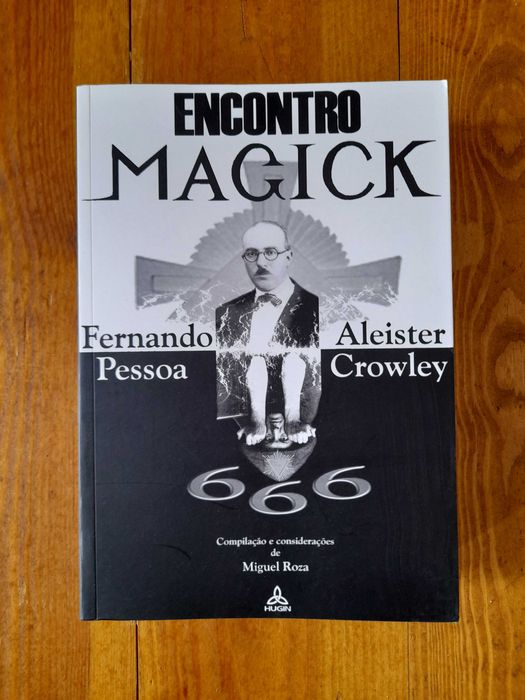 ENCONTRO
MAGICK
Fernando Pessoa
Aleister Crowley
666
Compilação e considerações
de
Miguel Roza
HUGIN